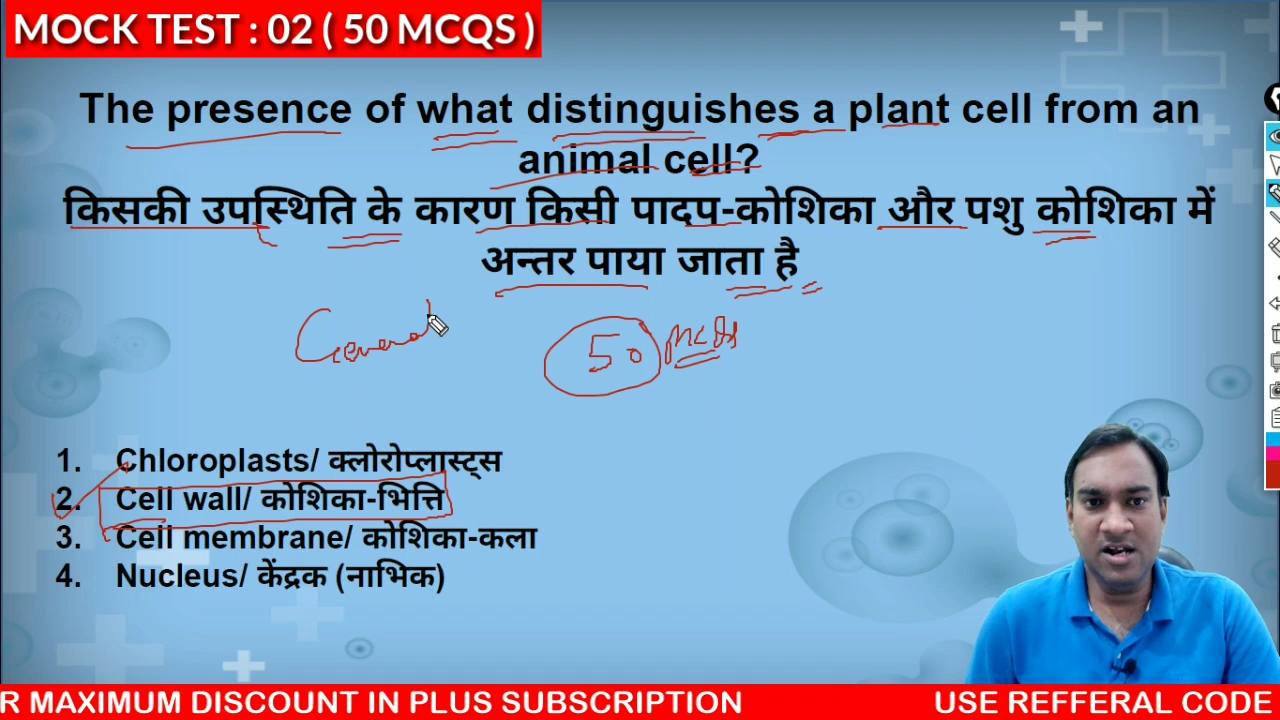 MOCK TEST : 02 ( 50 MCQS )
The presence of what distinguishes a plant cell from an
animal cell?
किसकी उपस्थिति के कारण किसी पादप-कोशिका और पशु कोशिका में
अन्तर पाया जाता है
General
50 MCQs
1. Chloroplasts/ क्लोरोप्लास्ट्स
2. Cell wall/ कोशिका-भित्ति
3. Cell membrane/ कोशिका-कला
4. Nucleus/ केंद्रक (नाभिक)
R MAXIMUM DISCOUNT IN PLUS SUBSCRIPTION USE REFFERAL CODE